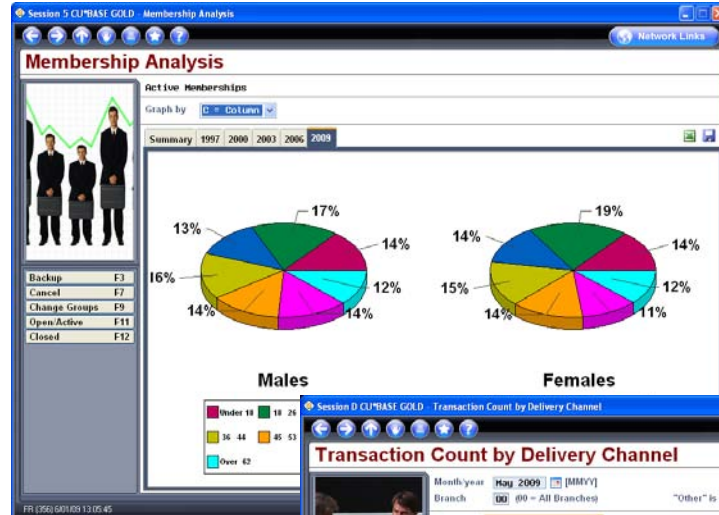 Session 5 CU*BASE GOLD - Membership Analysis
Network Links
Membership Analysis
Active Memberships
Graph by C = Column
Summary 1997 2000 2003 2006 2009
17%
13%
14%
16%
12%
14%
14%
Males
19%
14%
14%
15%
12%
14%
11%
Females
Backup F3
Cancel F7
Change Groups F9
Open/Active F11
Closed F12
Under 18
18 26
36 44
45 53
Over 62
FR (356) 6/01/09 13:05:45
Session D CU*BASE GOLD - Transaction Count by Delivery Channel
Transaction Count by Delivery Channel
Month/year May 2009 [MMYY]
Branch 00 (00 = All Branches)
"Other" is